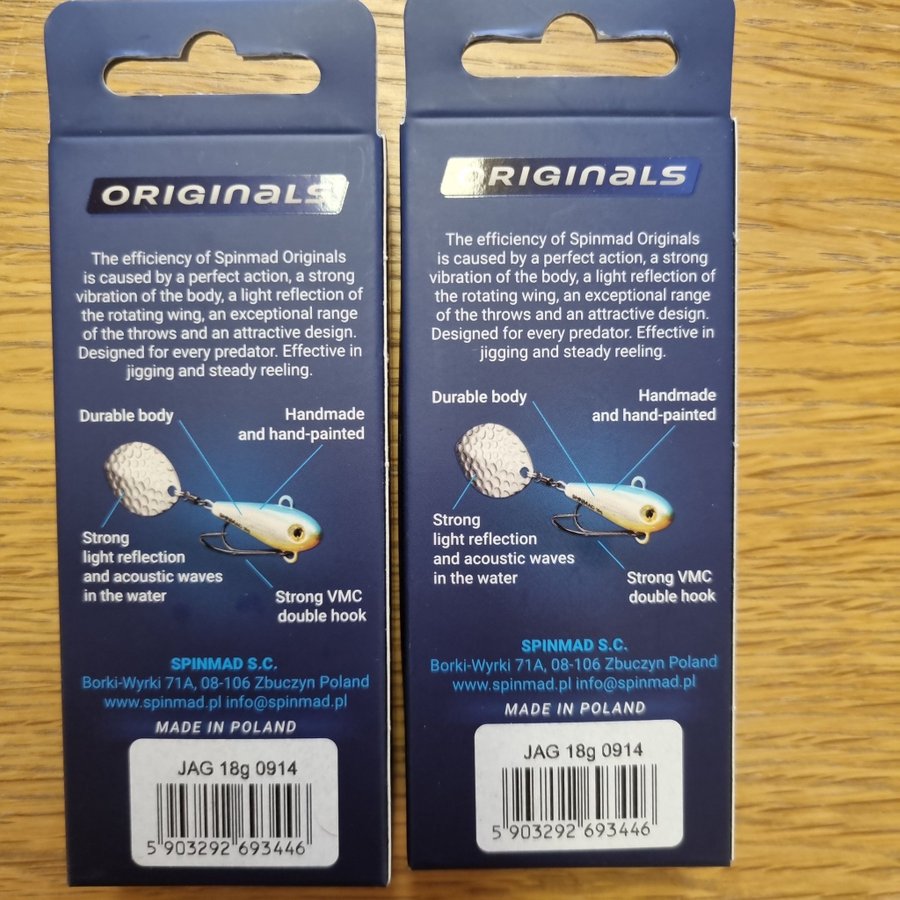 ORIGINALS
The efficiency of Spinmad Originals
is caused by a perfect action, a strong
vibration of the body, a light reflection of
the rotating wing, an exceptional range
of the throws and an attractive design.
Designed for every predator. Effective in
jigging and steady reeling.
Durable body
Handmade
and hand-painted
Strong
light reflection
and acoustic waves
in the water
Strong VMC
double hook
SPINMAD S.C.
Borki-Wyrki 71A, 08-106 Zbuczyn Poland
www.spinmad.pl info@spinmad.pl
MADE IN POLAND
JAG 18g 0914
5 903292 693446
ORIGINALS
The efficiency of Spinmad Originals
is caused by a perfect action, a strong
vibration of the body, a light reflection of
the rotating wing, an exceptional range
of the throws and an attractive design.
Designed for every predator. Effective in
jigging and steady reeling.
Durable body
Handmade
and hand-painted
Strong
light reflection
and acoustic waves
in the water
Strong VMC
double hook
SPINMAD S.C.
Borki-Wyrki 71A, 08-106 Zbuczyn Poland
www.spinmad.pl info@spinmad.pl
MADE IN POLAND
JAG 18g 0914
5 903292 693446